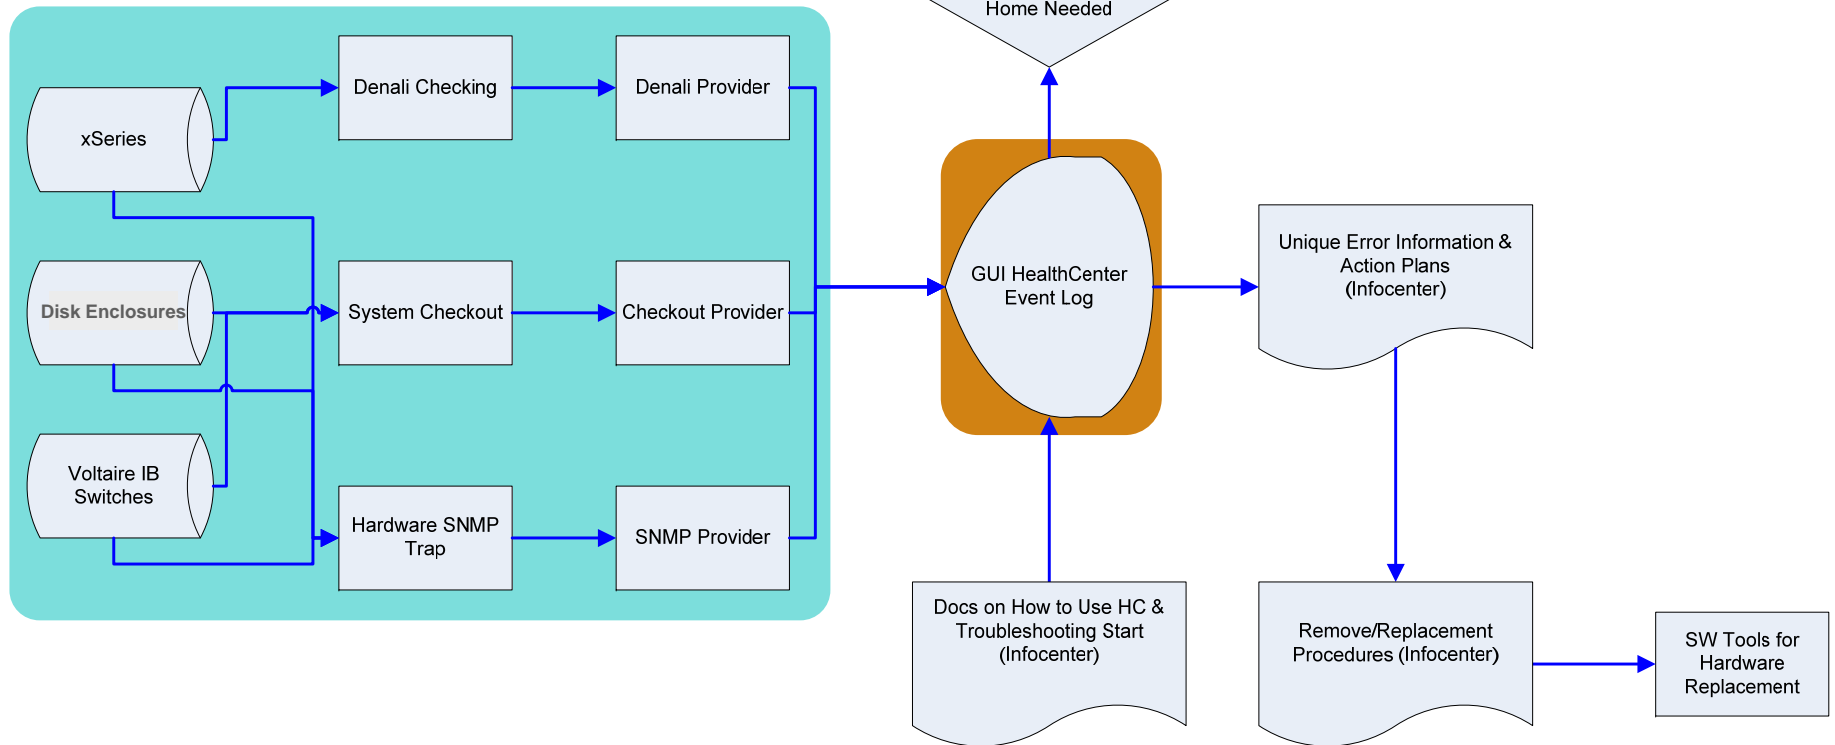 Home Needed
Denali Checking
Denali Provider
xSeries
GUI HealthCenter
Event Log
Unique Error Information &
Action Plans
(Infocenter)
Disk Enclosures
System Checkout
Checkout Provider
Voltaire IB
Switches
Hardware SNMP
Trap
SNMP Provider
Docs on How to Use HC &
Troubleshooting Start
(Infocenter)
Remove/Replacement
Procedures (Infocenter)
SW Tools for
Hardware
Replacement